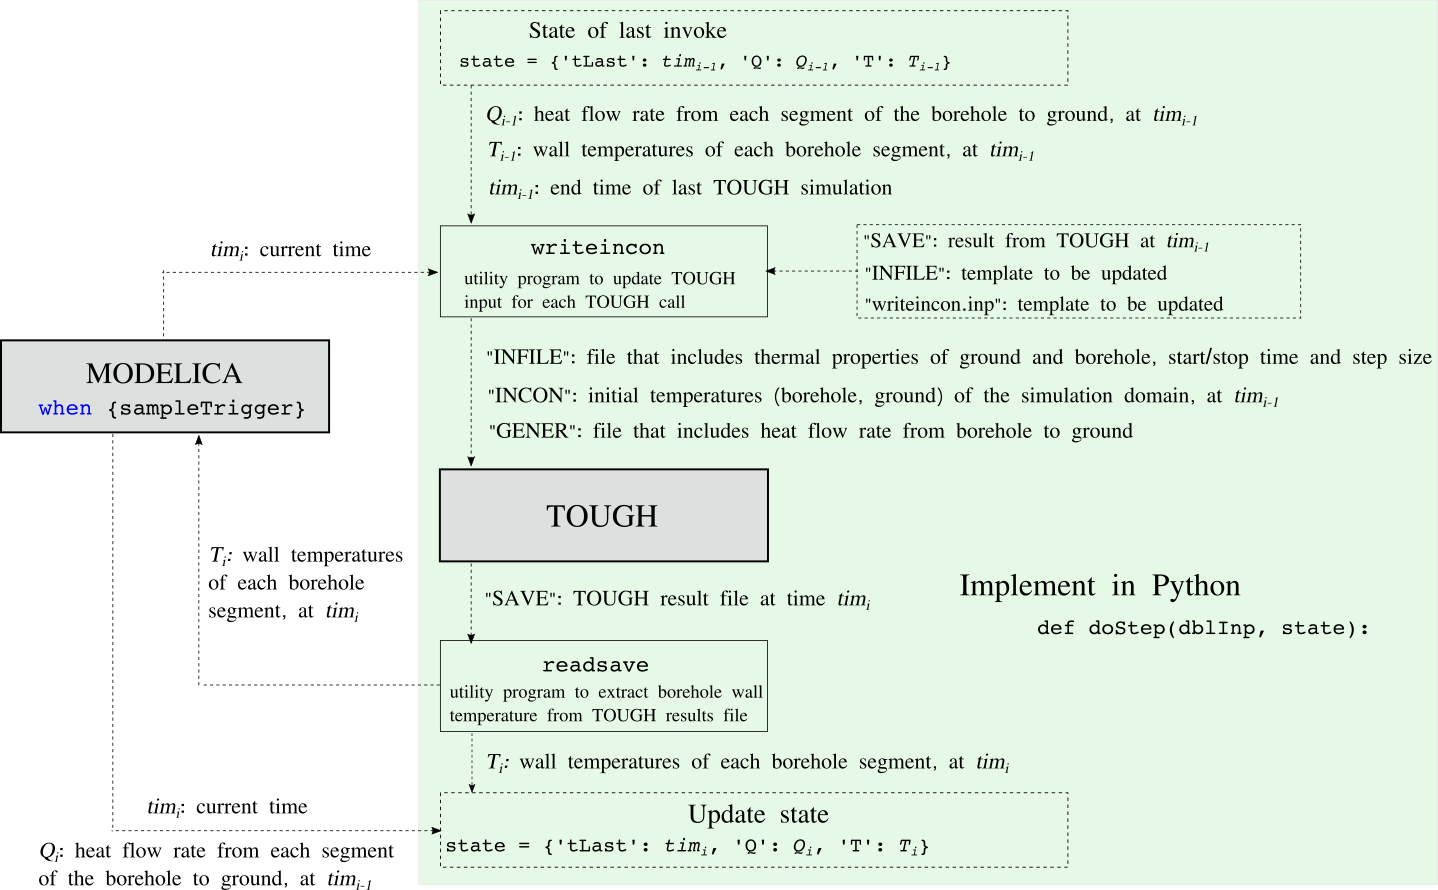 State of last invoke
state = {'tLast': tim_{i-1}, 'Q': Q_{i-1}, 'T': T_{i-1}}
Q_{i-1}: heat flow rate from each segment of the borehole to ground, at tim_{i-1}
T_{i-1}: wall temperatures of each borehole segment, at tim_{i-1}
tim_{i-1}: end time of last TOUGH simulation
tim_i: current time
writeincon
utility program to update TOUGH
input for each TOUGH call
"SAVE": result from TOUGH at tim_{i-1}
"INFILE": template to be updated
"writeincon.inp": template to be updated
MODELICA
when {sampleTrigger}
"INFILE": file that includes thermal properties of ground and borehole, start/stop time and step size
"INCON": initial temperatures (borehole, ground) of the simulation domain, at tim_{i-1}
"GENER": file that includes heat flow rate from borehole to ground
TOUGH
T_i: wall temperatures
of each borehole
segment, at tim_i
"SAVE": TOUGH result file at time tim_i
Implement in Python
def doStep(dblInp, state):
readsave
utility program to extract borehole wall
temperature from TOUGH results file
T_i: wall temperatures of each borehole segment, at tim_i
tim_i: current time
Update state
state = {'tLast': tim_i, 'Q': Q_i, 'T': T_i}
Q_i: heat flow rate from each segment
of the borehole to ground, at tim_{i-1}